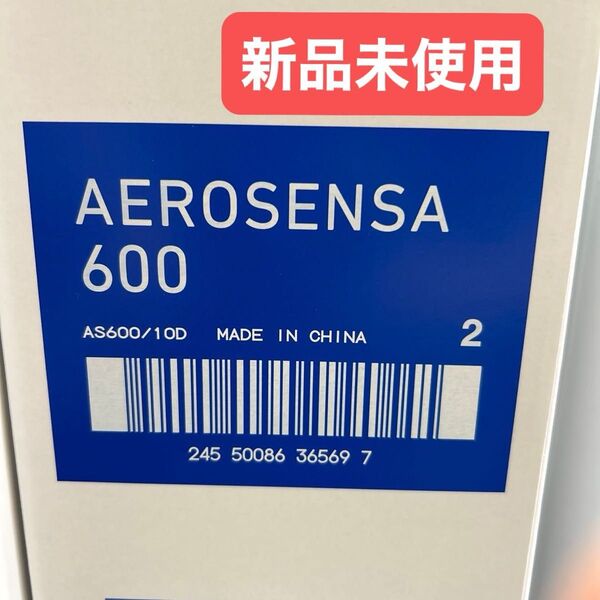 新品未使用
AEROSENSA
600
AS600/10D MADE IN CHINA 2
245 50086 36569 7